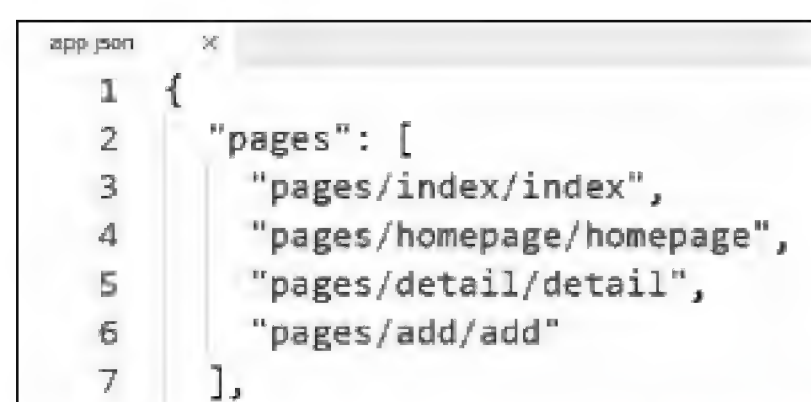 app.json ×
1 {
2 "pages": [
3 "pages/index/index",
4 "pages/homepage/homepage",
5 "pages/detail/detail",
6 "pages/add/add"
7 ],